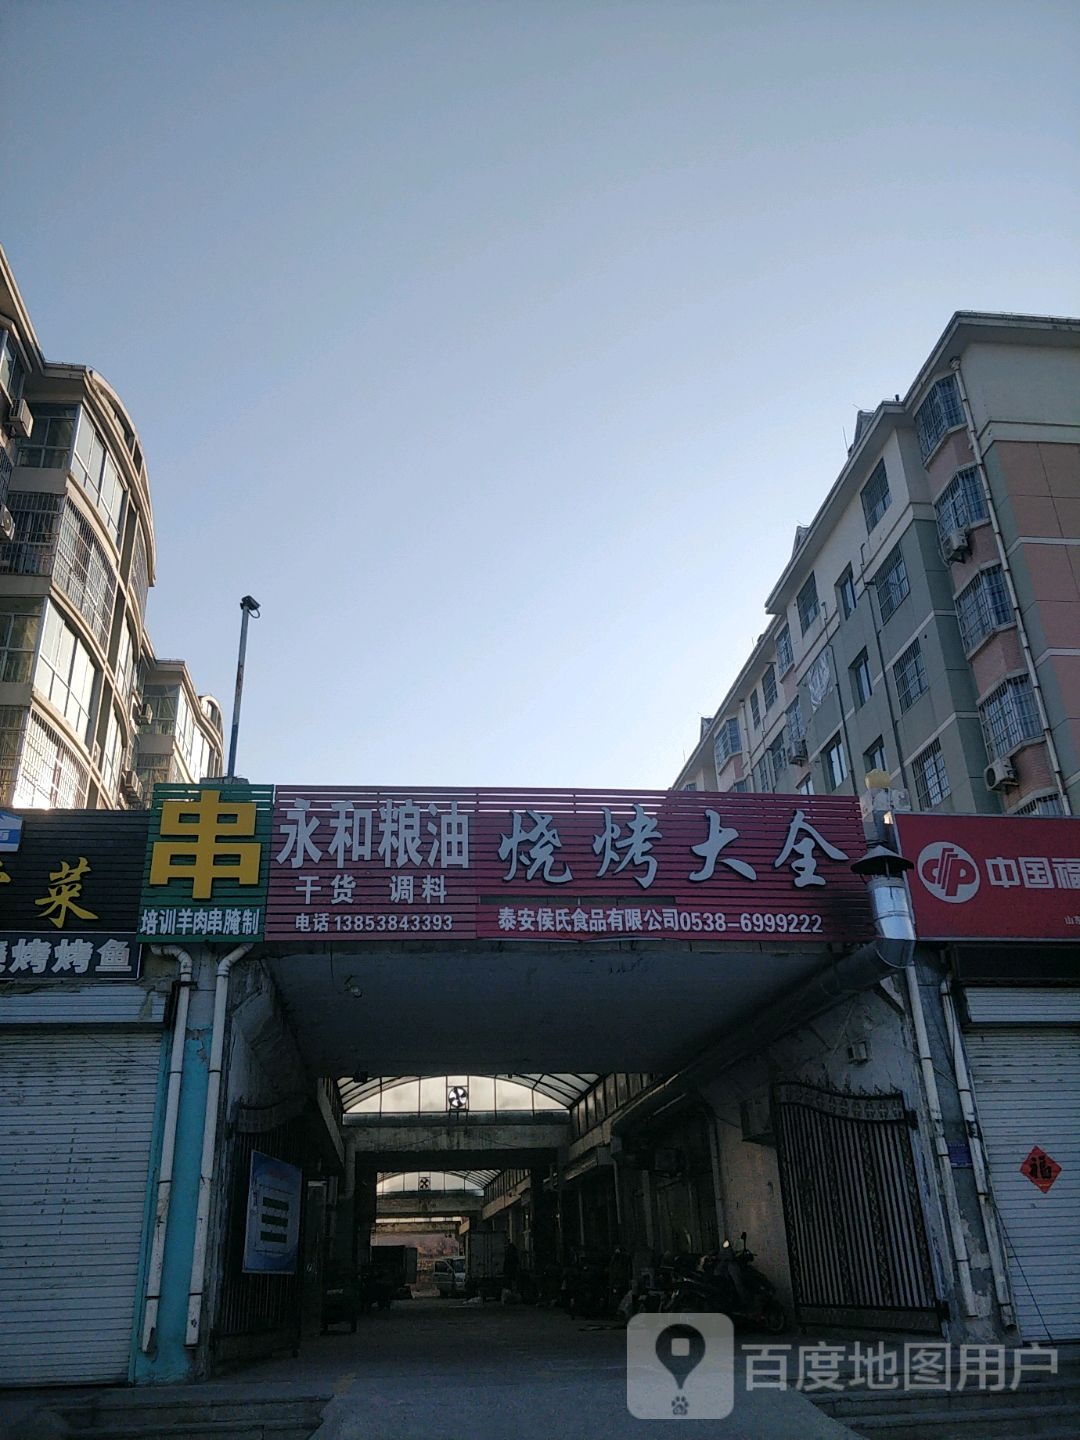 菜
烤烤鱼
串
培训羊肉串腌制
永和粮油
干货 调料
电话13853843393
烧烤大全
泰安侯氏食品有限公司0538-6999222
中国福
山东
福
百度地图用户